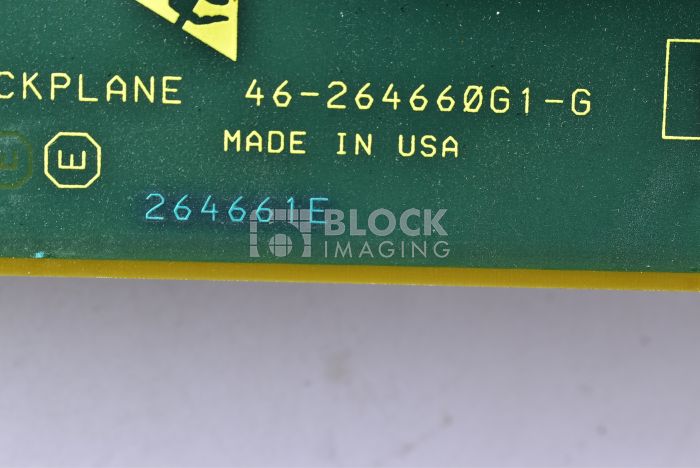 CKPLANE 46-264660G1-G
MADE IN USA
E E
264661E
BLOCK
IMAGING